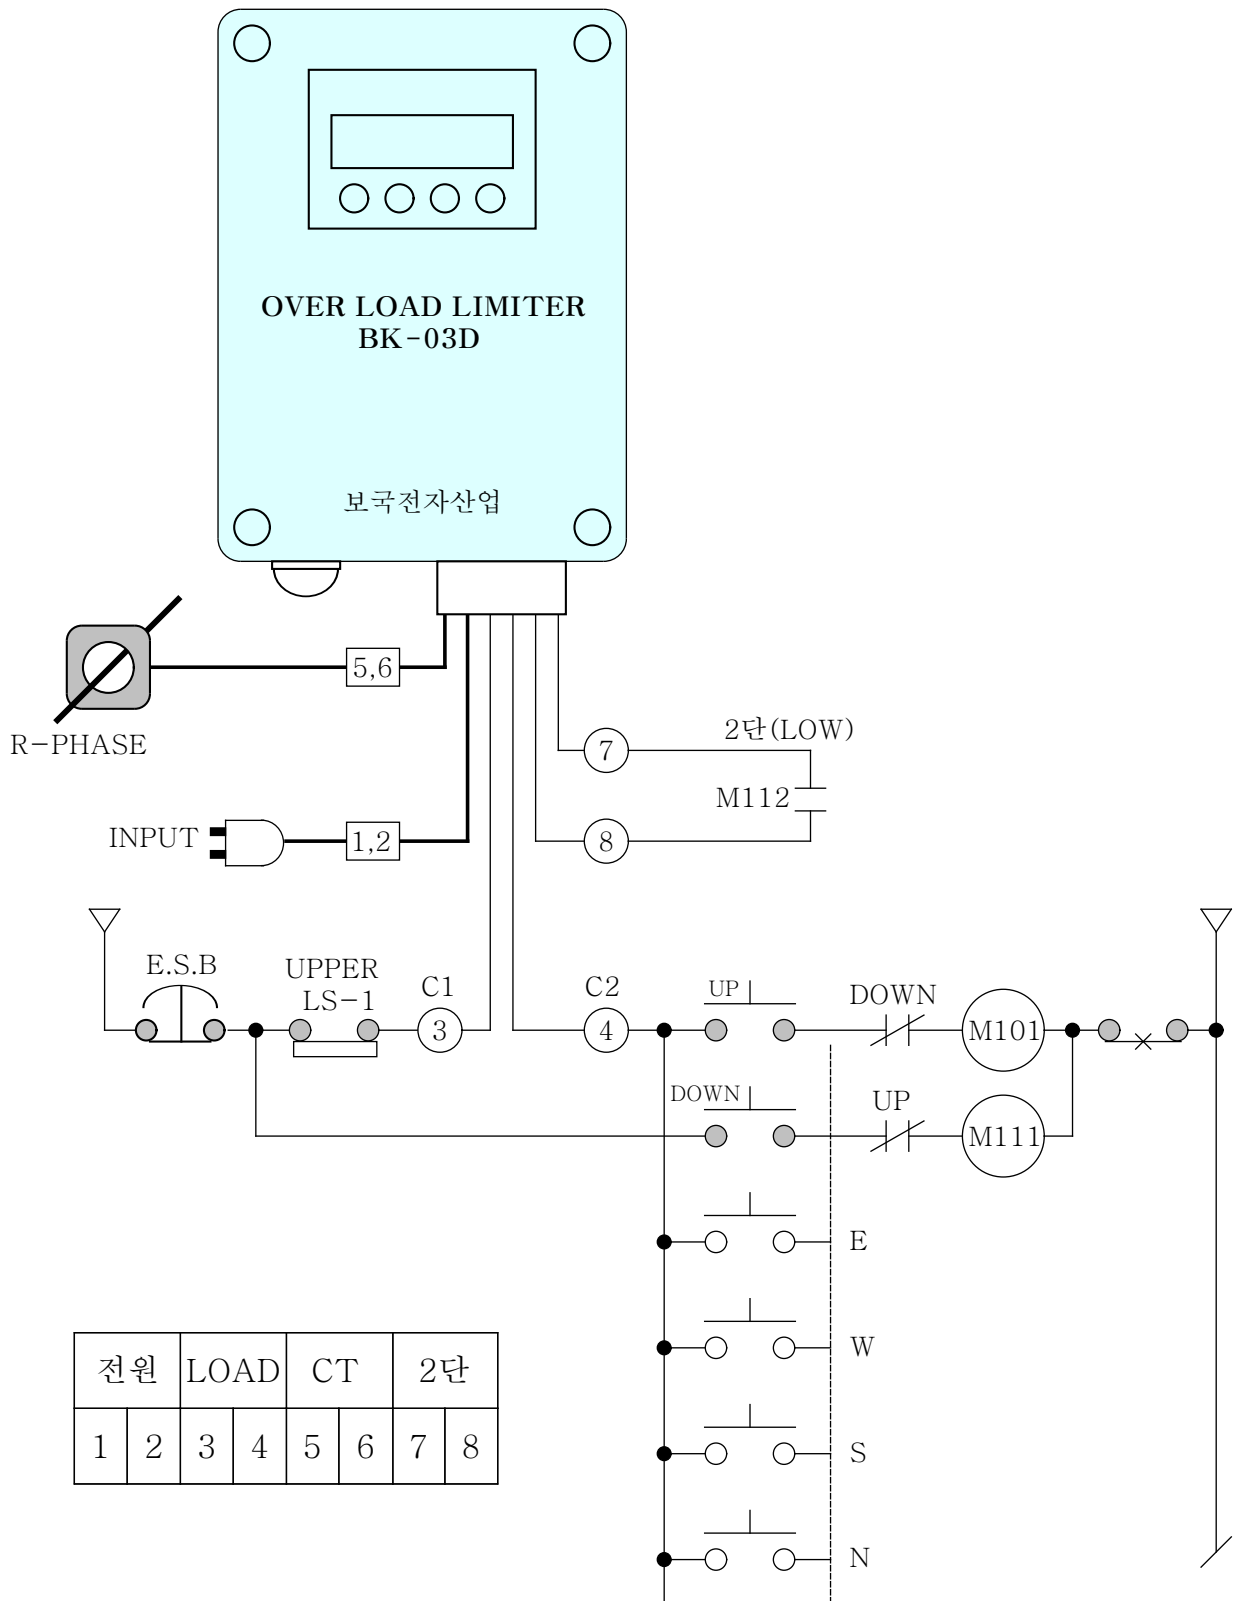 OVER LOAD LIMITER
BK-03D
보국전자산업
5,6
R-PHASE
7
2단(LOW)
M112
INPUT
1,2
8
E.S.B
UPPER
LS-1
C1
3
C2
4
UP
DOWN
M101
DOWN
UP
M111
E
W
S
N
전원 LOAD CT 2단
1 2 3 4 5 6 7 8